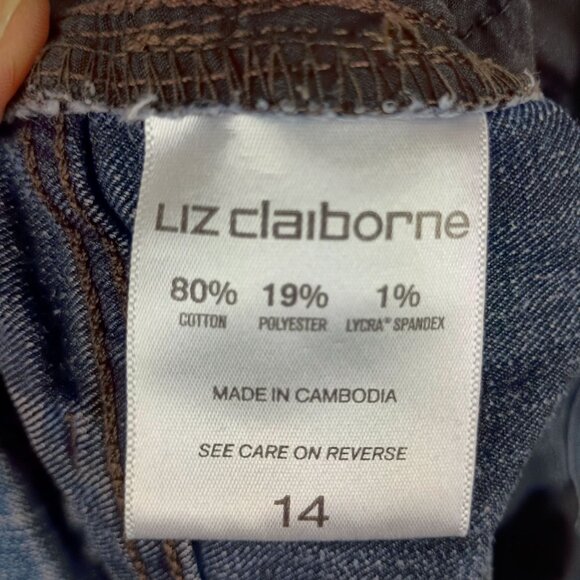 LIZ claiborne
80% 19% 1%
COTTON POLYESTER LYCRA® SPANDEX
MADE IN CAMBODIA
SEE CARE ON REVERSE
14